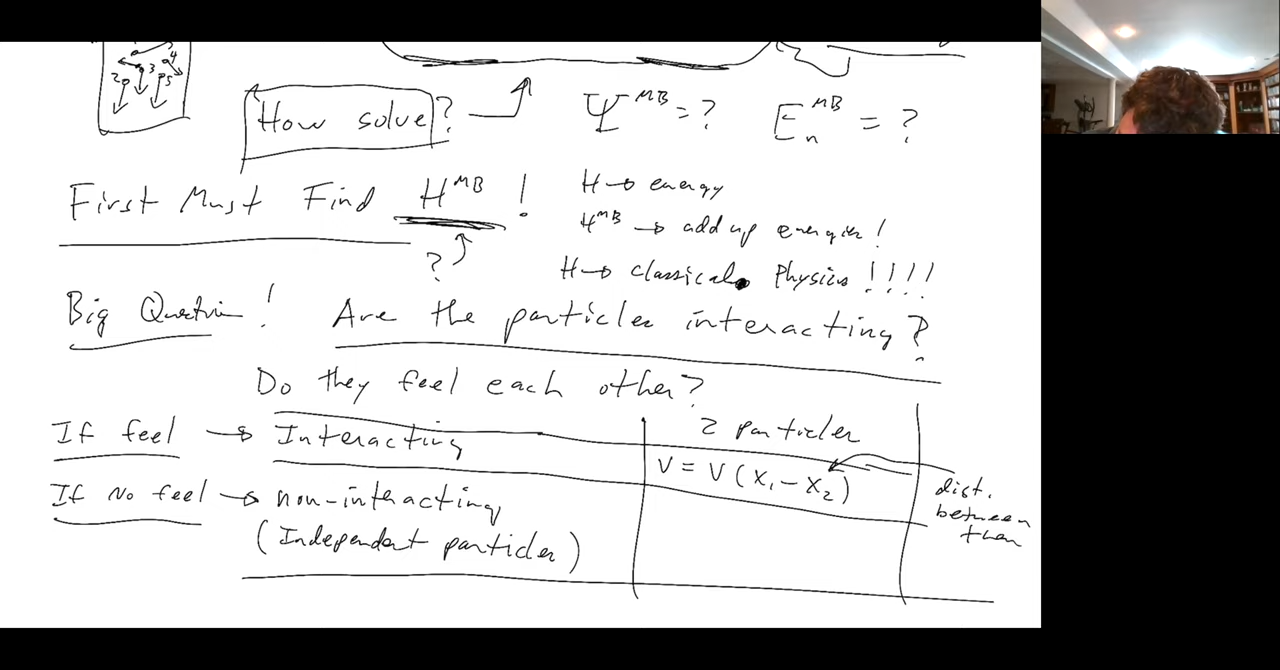 How solve? Ψ^MB = ? E_n^MB = ?
First Must Find H^MB !
H → energy
H^MB → add up energies!
H → classical Physics !!!!
?
Big Question! Are the particles interacting?
Do they feel each other?
If feel → Interacting
2 particles
V = V(x₁ - x₂)
dist.
between
them
If No feel → non-interacting
(Independent particles)